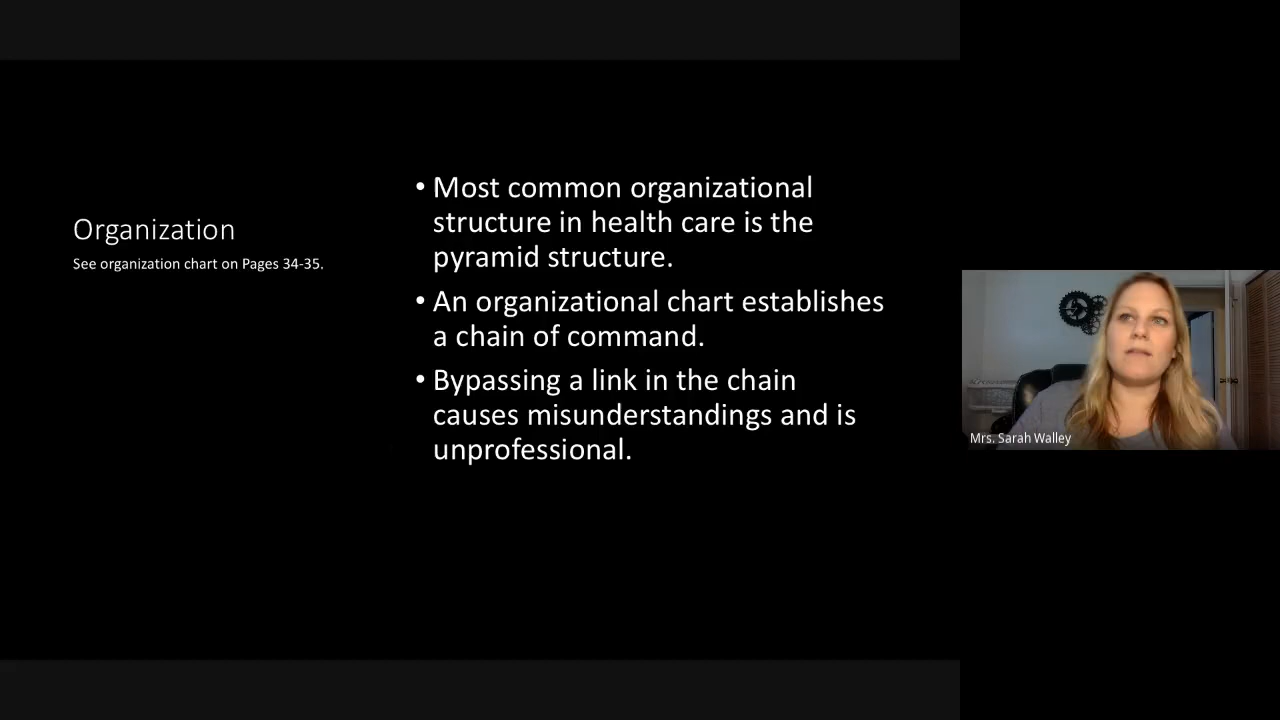 Organization
See organization chart on Pages 34-35.
• Most common organizational
structure in health care is the
pyramid structure.
• An organizational chart establishes
a chain of command.
• Bypassing a link in the chain
causes misunderstandings and is
unprofessional.
Mrs. Sarah Walley